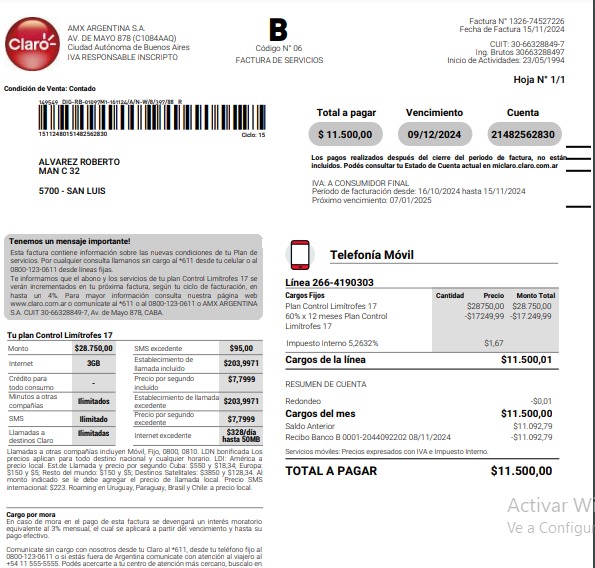 Claro
AMX ARGENTINA S.A.
AV. DE MAYO 878 (C1084AAQ)
Ciudad Autónoma de Buenos Aires
IVA RESPONSABLE INSCRIPTO
B
Código N° 06
FACTURA DE SERVICIOS
Factura N° 1326-74527226
Fecha de Factura 15/11/2024
CUIT: 30-66328849-7
Ing. Brutos 30663288497
Inicio de Actividades: 23/05/1994
Hoja N° 1/1
Condición de Venta: Contado
149549 DIG-RB-01097M1-161124/A/N-W/B/397/88 R
15112480151482562830
Ciclo: 15
Total a pagar
Vencimiento
Cuenta
$ 11.500,00
09/12/2024
21482562830
Los pagos realizados después del cierre del periodo de factura, no están
incluidos. Podés consultar tu Estado de Cuenta actual en miclaro.claro.com.ar
ALVAREZ ROBERTO
MAN C 32
5700 - SAN LUIS
IVA: A CONSUMIDOR FINAL
Período de facturación desde: 16/10/2024 hasta 15/11/2024
Próximo vencimiento: 07/01/2025
Tenemos un mensaje importante!
Esta factura contiene información sobre las nuevas condiciones de tu Plan de
servicios. Por cualquier consulta llamanos sin cargo al *611 desde tu celular o al
0800-123-0611 desde líneas fijas.
Te informamos que el abono y los servicios de tu plan Control Limítrofes 17 se
verán incrementados en tu próxima factura, según tu ciclo de facturación, en
hasta un 4%. Para mayor información consulta nuestra página web
www.claro.com.ar o comunícate al *611 o al 0800-123-0611 o AMX ARGENTINA
S.A. CUIT 30-66328849-7, Av. de Mayo 878, CABA.
Tu plan Control Limítrofes 17
Monto $28.750,00 SMS excedente $95,00
Internet 3GB Establecimiento de llamada incluido $203,9971
Crédito para todo consumo - Precio por segundo incluido $7,7999
Minutos a otras compañías Ilimitados Establecimiento de llamada excedente $203,9971
SMS Ilimitado Precio por segundo excedente $7,7999
Llamadas a destinos Claro Ilimitadas Internet excedente $328/día hasta 50MB
Llamadas a otras compañías incluyen Móvil, Fijo, 0800, 0810. LDN bonificada Los
precios aplican para todo destino nacional y cualquier horario. LDI: América a
precio local. Est.de Llamada y precio por segundo Cuba: $550 y $18,34; Europa:
$150 y $5; Resto del mundo: $150 y $5; Destinos Satelitales: $3850 y $128,34. Al
monto indicado se le debe agregar el precio de llamada local. Precio SMS
internacional: $223. Roaming en Uruguay, Paraguay, Brasil y Chile: a precio local.
Cargo por mora
En caso de mora en el pago de esta factura se devengará un interés moratorio
equivalente al 3% mensual, el cual se aplicará a partir del vencimiento y hasta su
pago efectivo.
Comunicate sin cargo con nosotros desde tu Claro al *611, desde tu teléfono fijo al
0800-123-0611 o si estás fuera de Argentina comunicate con atención al viajero al
+54 11 555-5555. Podés acercarte a tu centro de atención más cercano, buscalo en
Telefonía Móvil
Línea 266-4190303
Cargos Fijos Cantidad Precio Monto Total
Plan Control Limítrofes 17 $28750,00 $28.750,00
60% x 12 meses Plan Control -$17249,99 -$17.249,99
Limítrofes 17
Impuesto Interno 5,2632% $1,67
Cargos de la línea $11.500,01
RESUMEN DE CUENTA
Redondeo -$0,01
Cargos del mes $11.500,00
Saldo Anterior $11.092,79
Recibo Banco B 0001-2044092202 08/11/2024 -$11.092,79
Servicios móviles: Precios expresados con IVA e Impuesto Interno.
TOTAL A PAGAR $11.500,00
Activar Wi
Ve a Configur